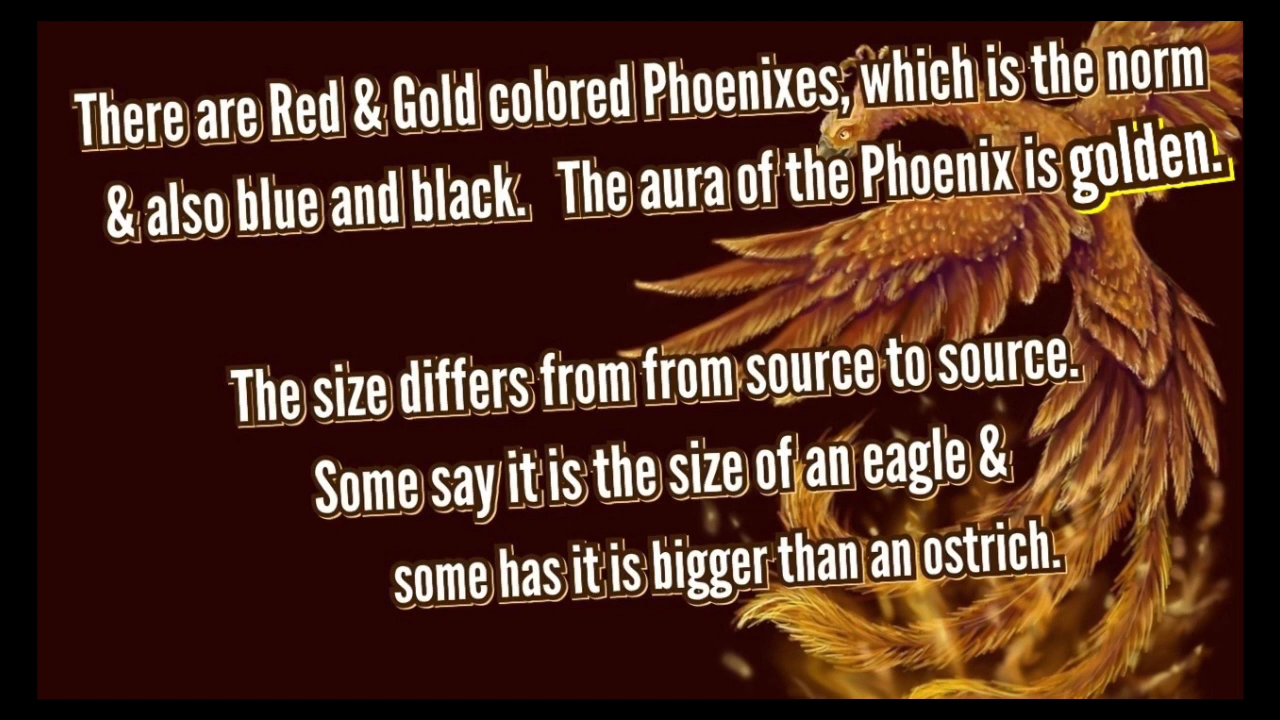 There are Red & Gold colored Phoenixes, which is the norm
& also blue and black. The aura of the Phoenix is golden.
The size differs from from source to source.
Some say it is the size of an eagle &
some has it is bigger than an ostrich.